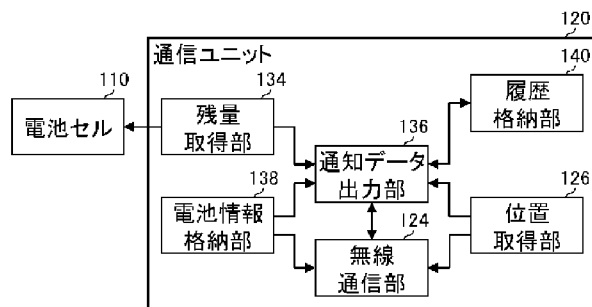 120
通信ユニット
110
134
140
電池セル
残量
取得部
136
履歴
格納部
通知データ
出力部
138
124
126
電池情報
格納部
位置
取得部
無線
通信部